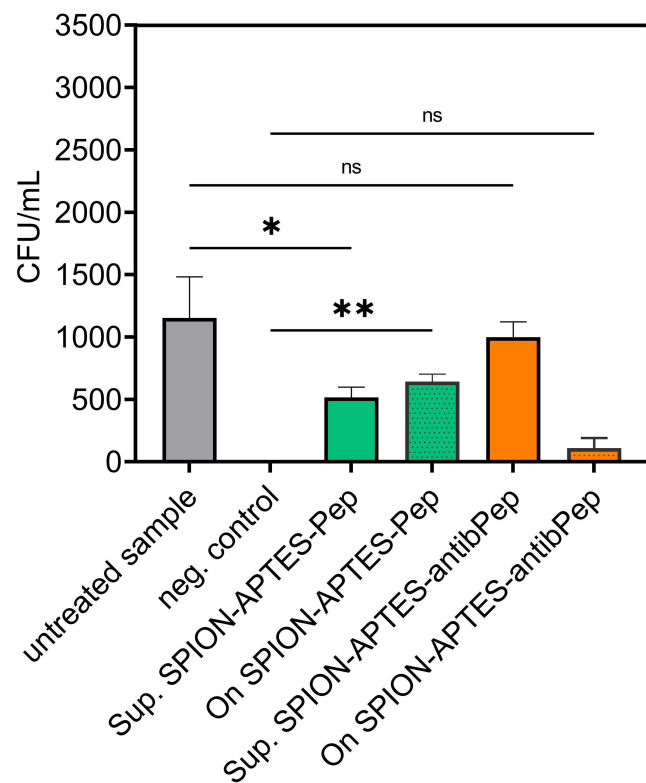 3500
3000
2500
2000
1500
1000
500
0
CFU/mL
ns
ns
*
**
untreated sample
neg. control
Sup. SPION-APTES-Pep
On SPION-APTES-Pep
Sup. SPION-APTES-antibPep
On SPION-APTES-antibPep